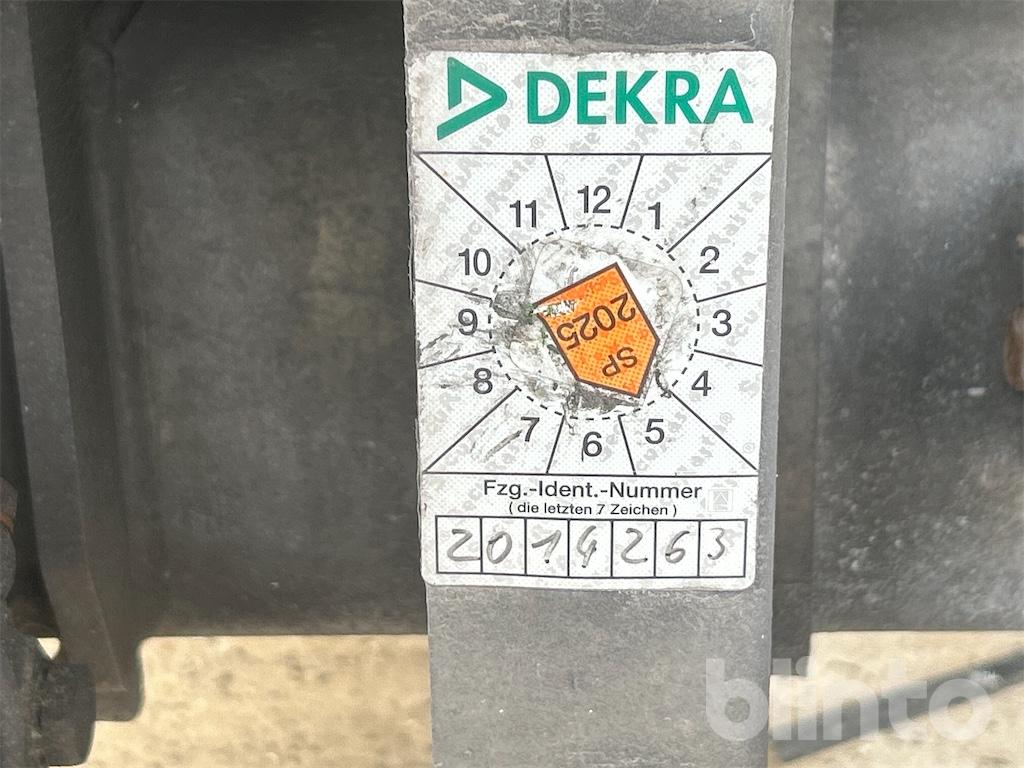 DEKRA
12
11
1
10
2
9
3
8
4
7
5
6
SP
2025
Fzg.-Ident.-Nummer
( die letzten 7 Zeichen )
2014263
blinto